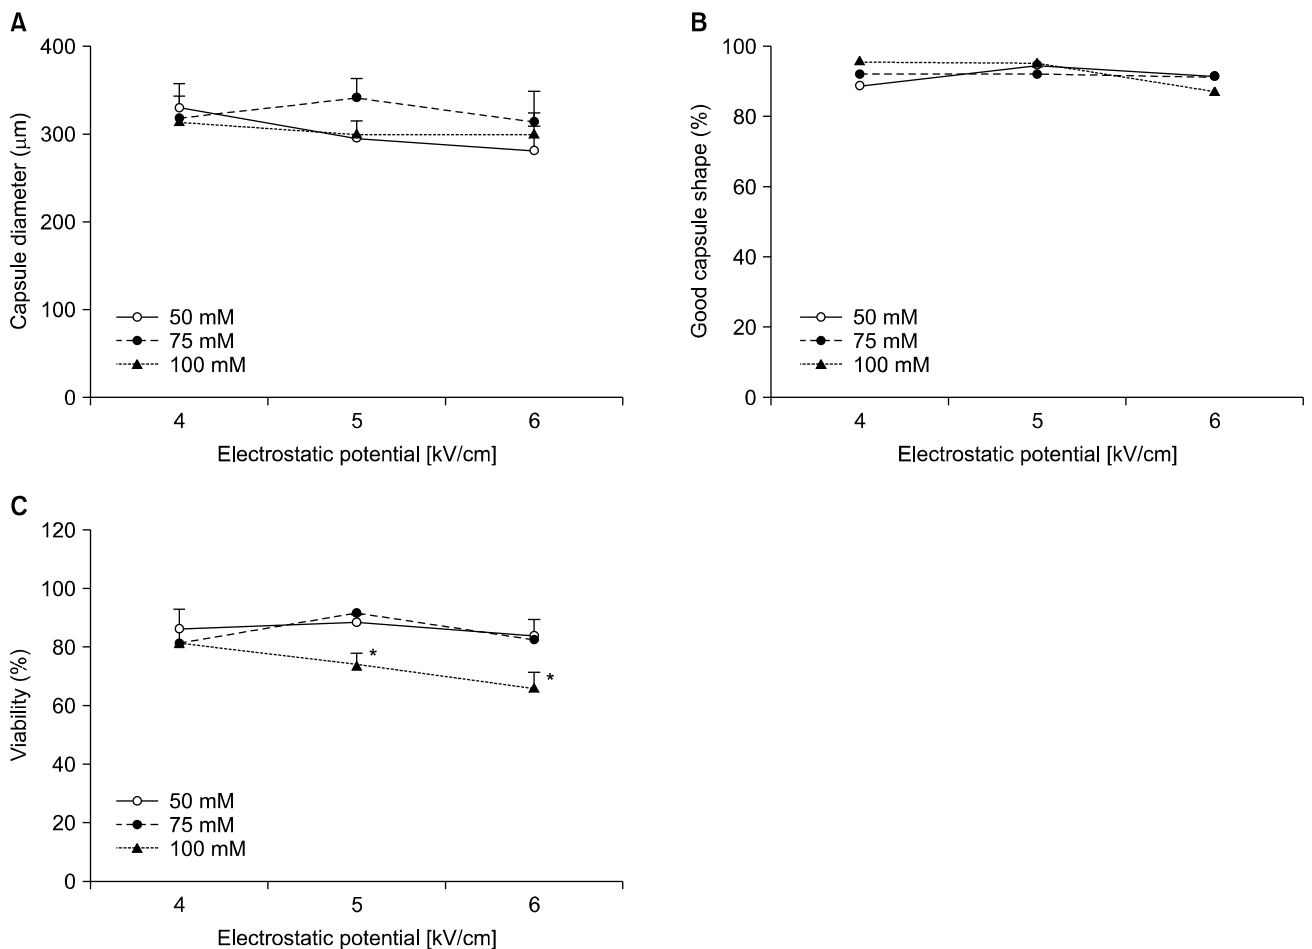 A
400
300
200
100
0
Capsule diameter (μm)
50 mM
75 mM
100 mM
4 5 6
Electrostatic potential [kV/cm]
B
100
80
60
40
20
0
Good capsule shape (%)
50 mM
75 mM
100 mM
4 5 6
Electrostatic potential [kV/cm]
C
120
100
80
60
40
20
0
Viability (%)
*
*
50 mM
75 mM
100 mM
4 5 6
Electrostatic potential [kV/cm]